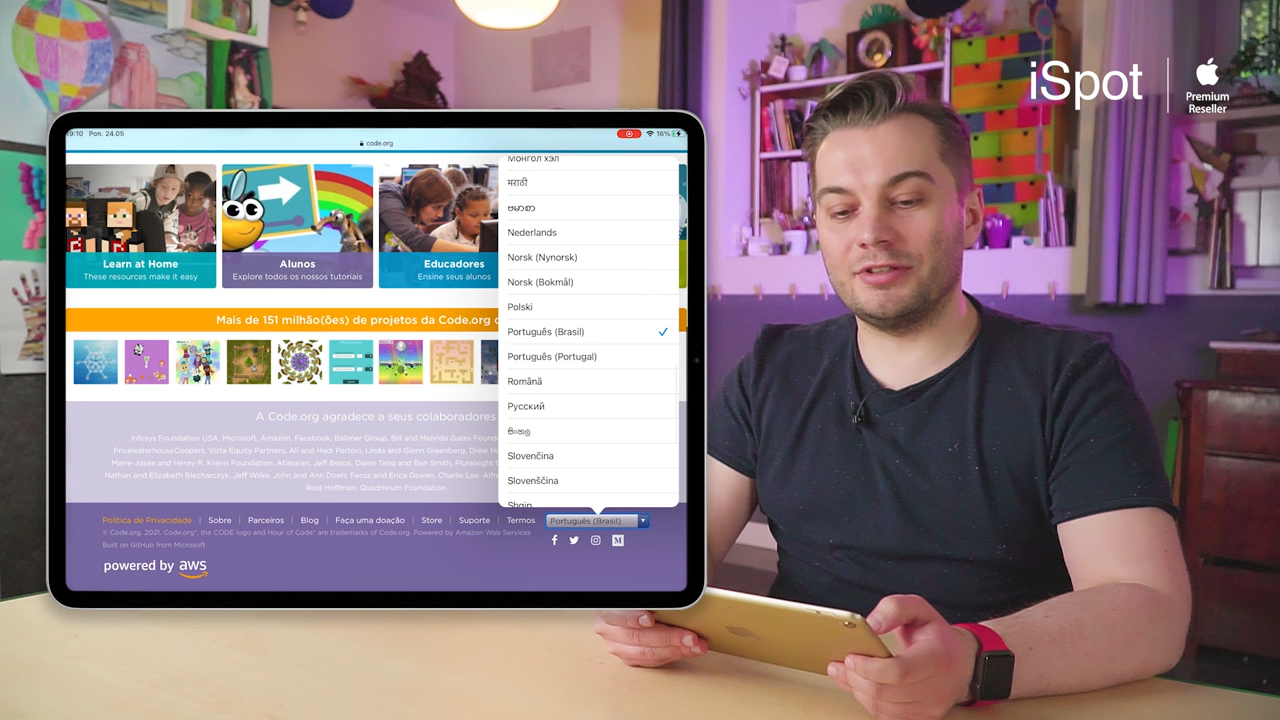 iSpot
Premium
Reseller
9:10 Pon. 24.05
16%
code.org
Learn at Home
These resources make it easy
Alunos
Explore todos os nossos tutoriais
Educadores
Ensine seus alunos
Mais de 151 milhão(ões) de projetos da Code.org
A Code.org agradece a seus colaboradores
Infosys Foundation USA, Microsoft, Amazon, Facebook, Ballmer Group, Bill and Melinda Gates
PricewaterhouseCoopers, Vista Equity Partners, Ali and Hadi Partovi, Linda and Glenn Greenberg, Drew
Marie-Josee and Henry R. Kravis Foundation, Atlassian, Jeff Bezos, Diane Tang and Ben Smith, Pluralsight
Nathan and Elizabeth Blecharczyk, Jeff Wilke, John and Ann Doerr, Feroz and Erica Dewan, Charlie Lee,
Reid Hoffman, Quadrivium Foundation.
Монгол хэл
मराठी
ဗမာစာ
Nederlands
Norsk (Nynorsk)
Norsk (Bokmål)
Polski
Português (Brasil)
Português (Portugal)
Română
Русский
සිංහල
Slovenčina
Slovenščina
Shqip
Política de Privacidade | Sobre | Parceiros | Blog | Faça uma doação | Store | Suporte | Termos
Português (Brasil)
© Code.org, 2021. Code.org®, the CODE logo and Hour of Code® are trademarks of Code.org. Powered by Amazon Web Services
Built on GitHub from Microsoft
powered by aws